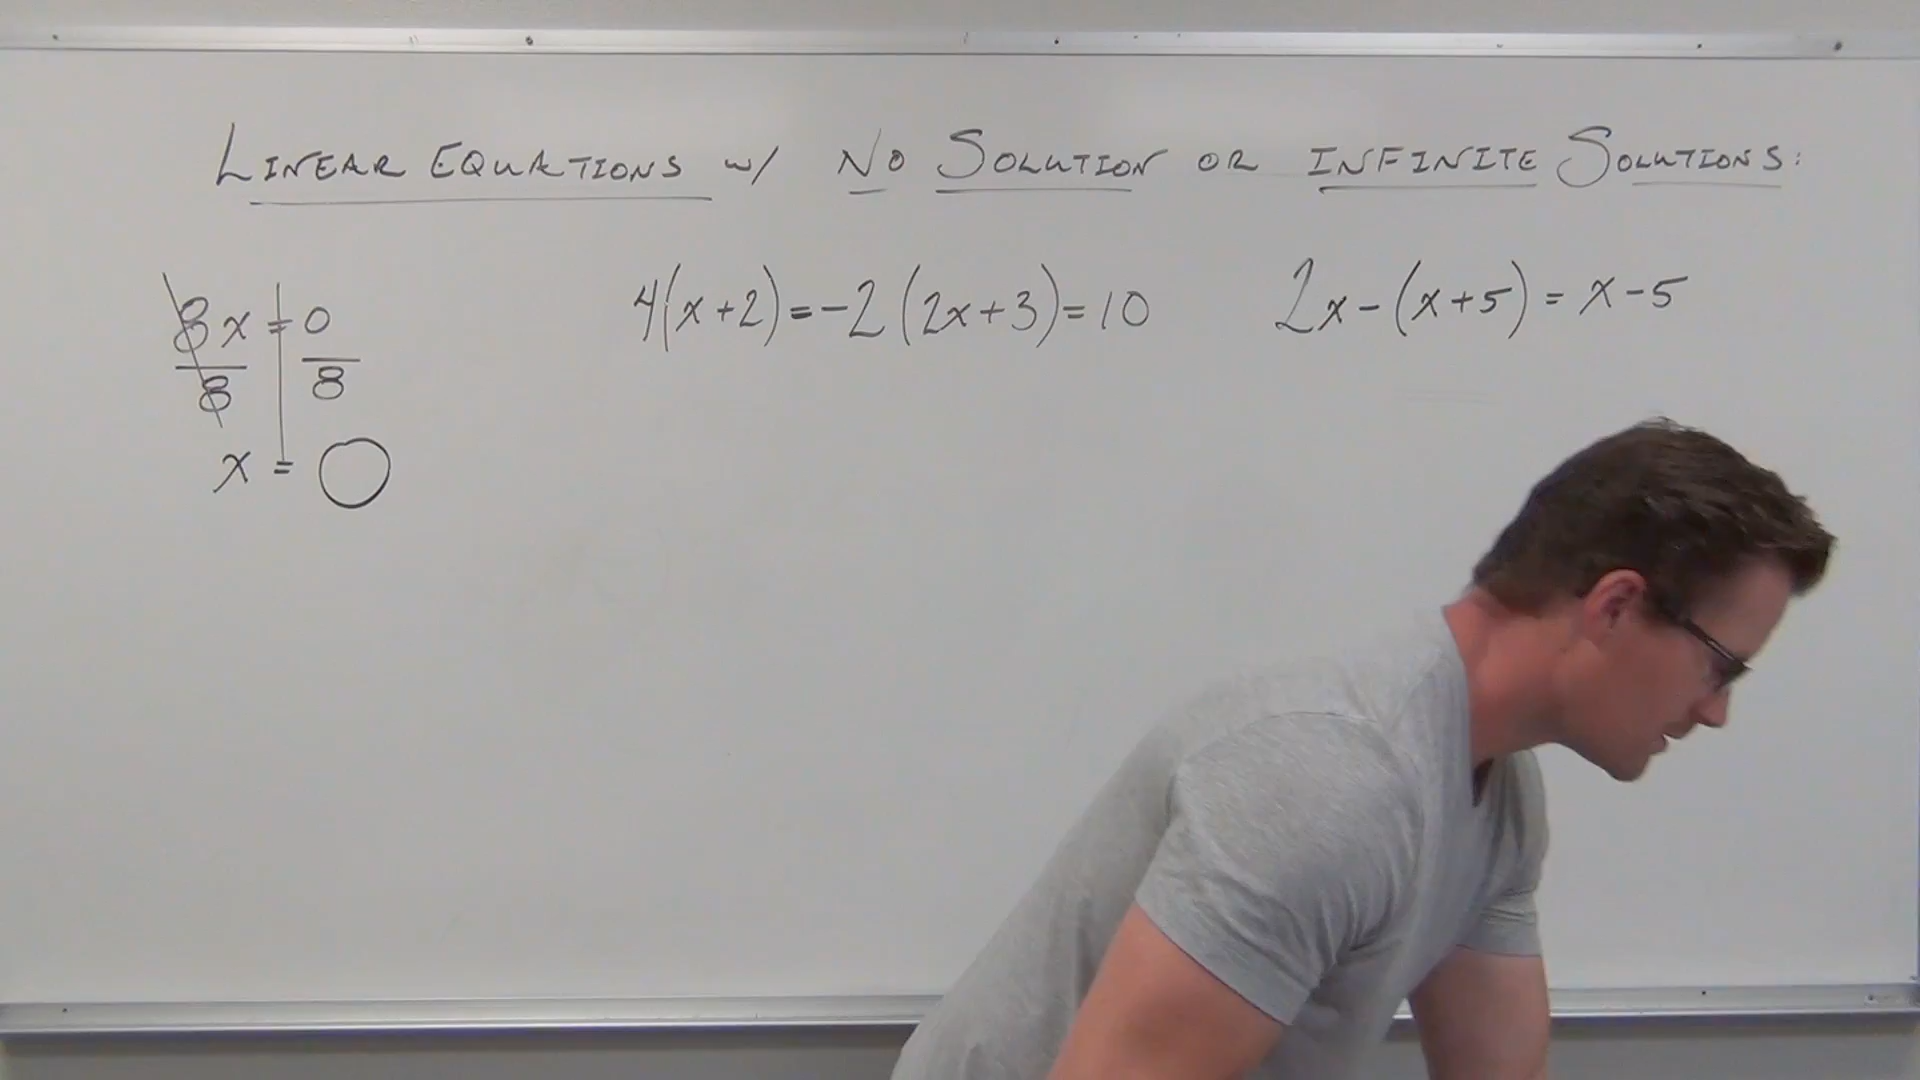 LINEAR EQUATIONS w/ NO SOLUTION OR INFINITE SOLUTIONS:
8x = 0
8 8
x = 0
4(x+2)=-2(2x+3)=10
2x-(x+5)=x-5